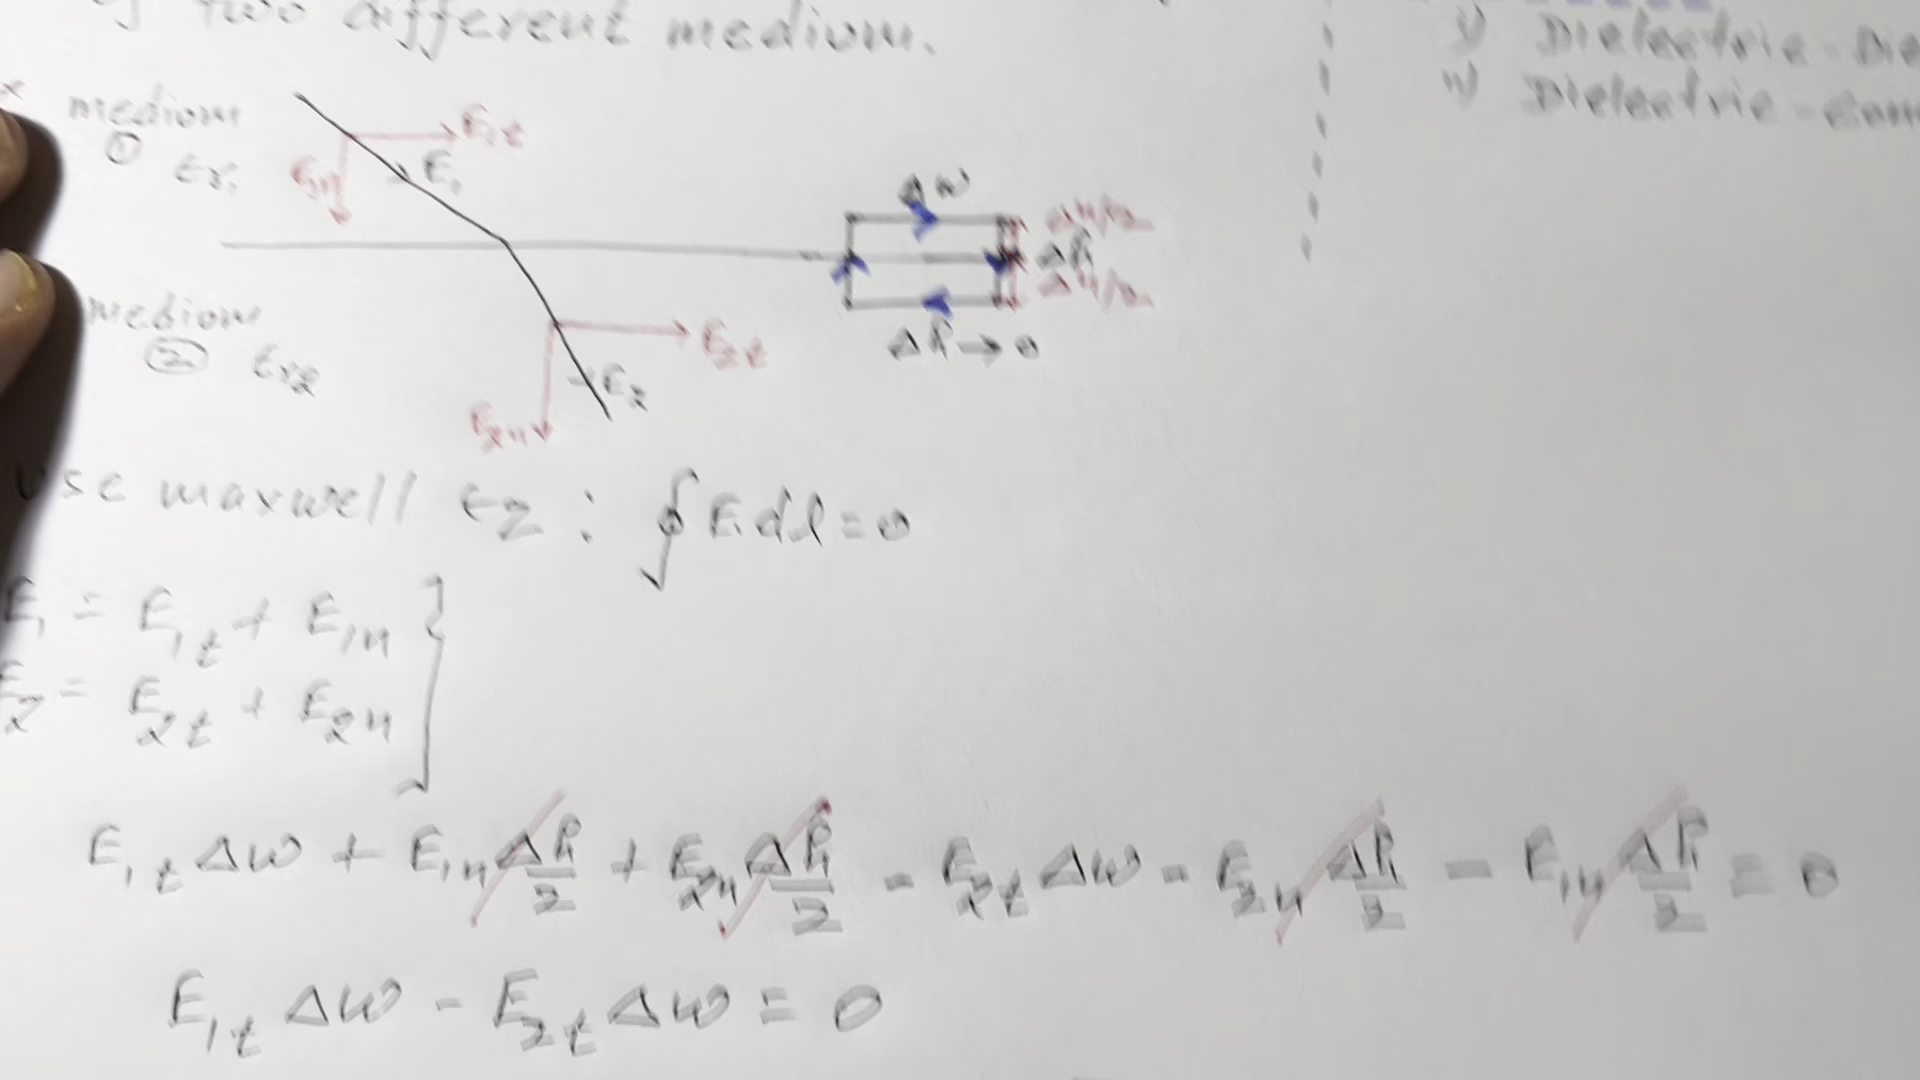 two different medium.
i) Dielectric - Die
ii) Dielectric - Con
medium
① εr1
E1t
E1n
E1
medium
② εr2
E2t
E2n
E2
Δw
Δh/2
Δh
Δh/2
Δh → 0
use maxwell εq : ∮ E.dl = 0
E1 = E1t + E1n
E2 = E2t + E2n
E1t Δw + E1n Δh/2 + E2n Δh/2 - E2t Δw - E2n Δh/2 - E1n Δh/2 = 0
E1t Δw - E2t Δw = 0